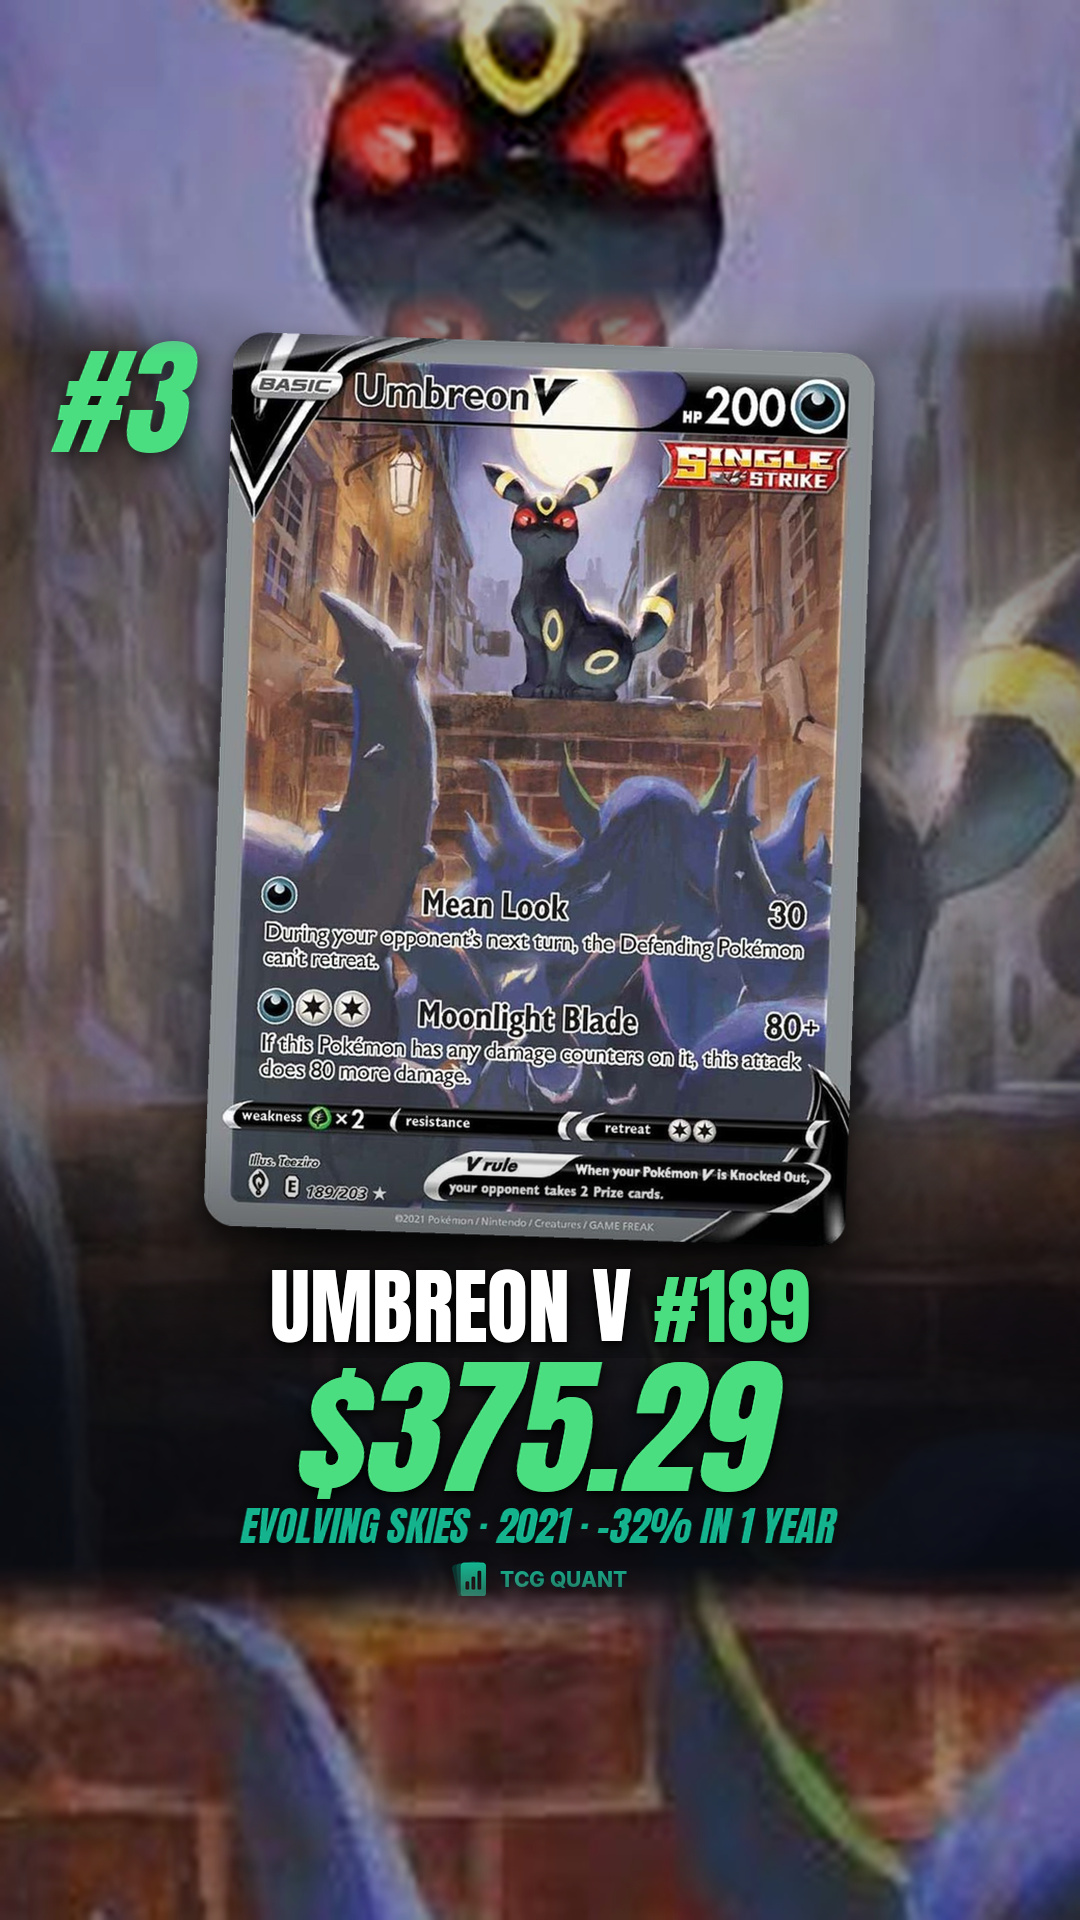 #3
BASIC
Umbreon V
HP 200
SINGLE
STRIKE
Mean Look 30
During your opponent's next turn, the Defending Pokémon
can't retreat.
Moonlight Blade 80+
If this Pokémon has any damage counters on it, this attack
does 80 more damage.
weakness ×2 resistance retreat
Illus. Teeziro
E 189/203 ★
V rule When your Pokémon V is Knocked Out,
your opponent takes 2 Prize cards.
©2021 Pokémon / Nintendo / Creatures / GAME FREAK
UMBREON V #189
$375.29
EVOLVING SKIES · 2021 · -32% IN 1 YEAR
TCG QUANT